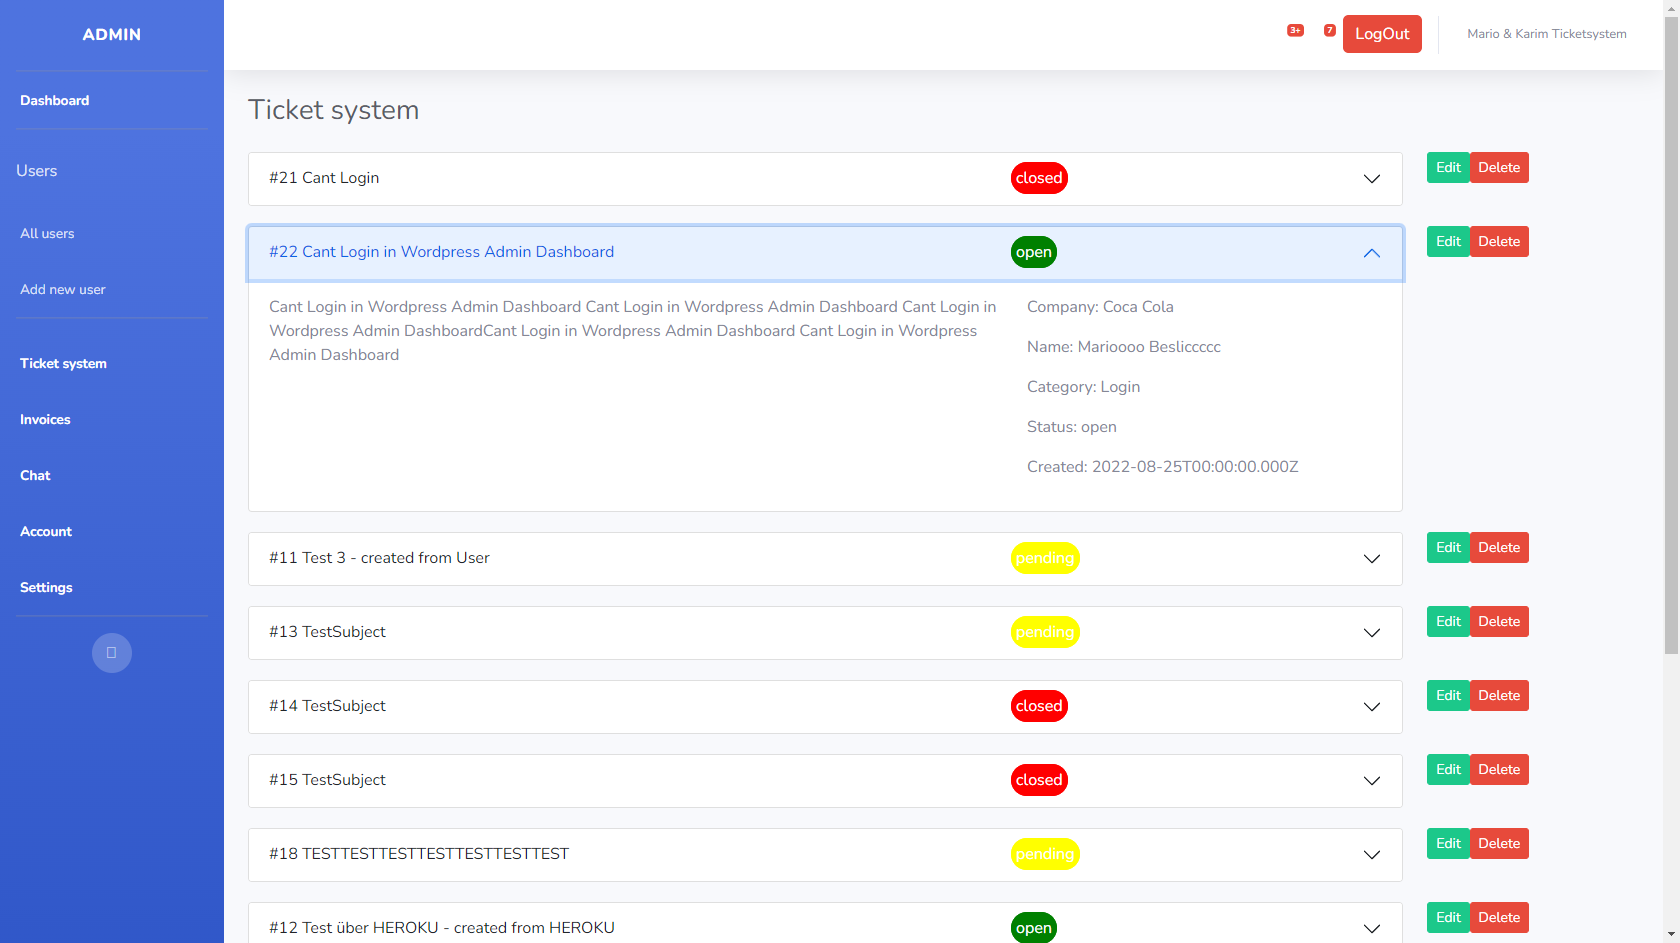 ADMIN
Dashboard
Users
All users
Add new user
Ticket system
Invoices
Chat
Account
Settings
3+
7
LogOut
Mario & Karim Ticketsystem
Ticket system
#21 Cant Login closed Edit Delete
#22 Cant Login in Wordpress Admin Dashboard open Edit Delete
Cant Login in Wordpress Admin Dashboard Cant Login in Wordpress Admin Dashboard Cant Login in
Wordpress Admin DashboardCant Login in Wordpress Admin Dashboard Cant Login in Wordpress
Admin Dashboard
Company: Coca Cola
Name: Marioooo Besliccccc
Category: Login
Status: open
Created: 2022-08-25T00:00:00.000Z
#11 Test 3 - created from User pending Edit Delete
#13 TestSubject pending Edit Delete
#14 TestSubject closed Edit Delete
#15 TestSubject closed Edit Delete
#18 TESTTESTTESTTESTTESTTESTTEST pending Edit Delete
#12 Test über HEROKU - created from HEROKU open Edit Delete